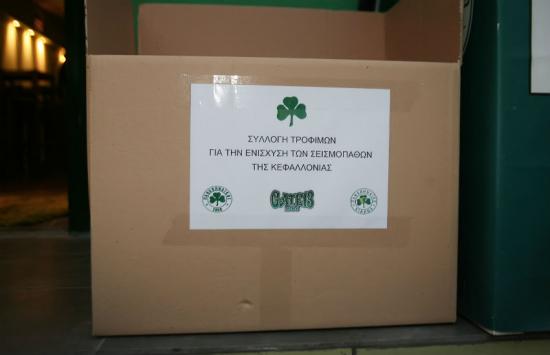 ΣΥΛΛΟΓΗ ΤΡΟΦΙΜΩΝ
ΓΙΑ ΤΗΝ ΕΝΙΣΧΥΣΗ ΤΩΝ ΣΕΙΣΜΟΠΑΘΩΝ
ΤΗΣ ΚΕΦΑΛΛΟΝΙΑΣ